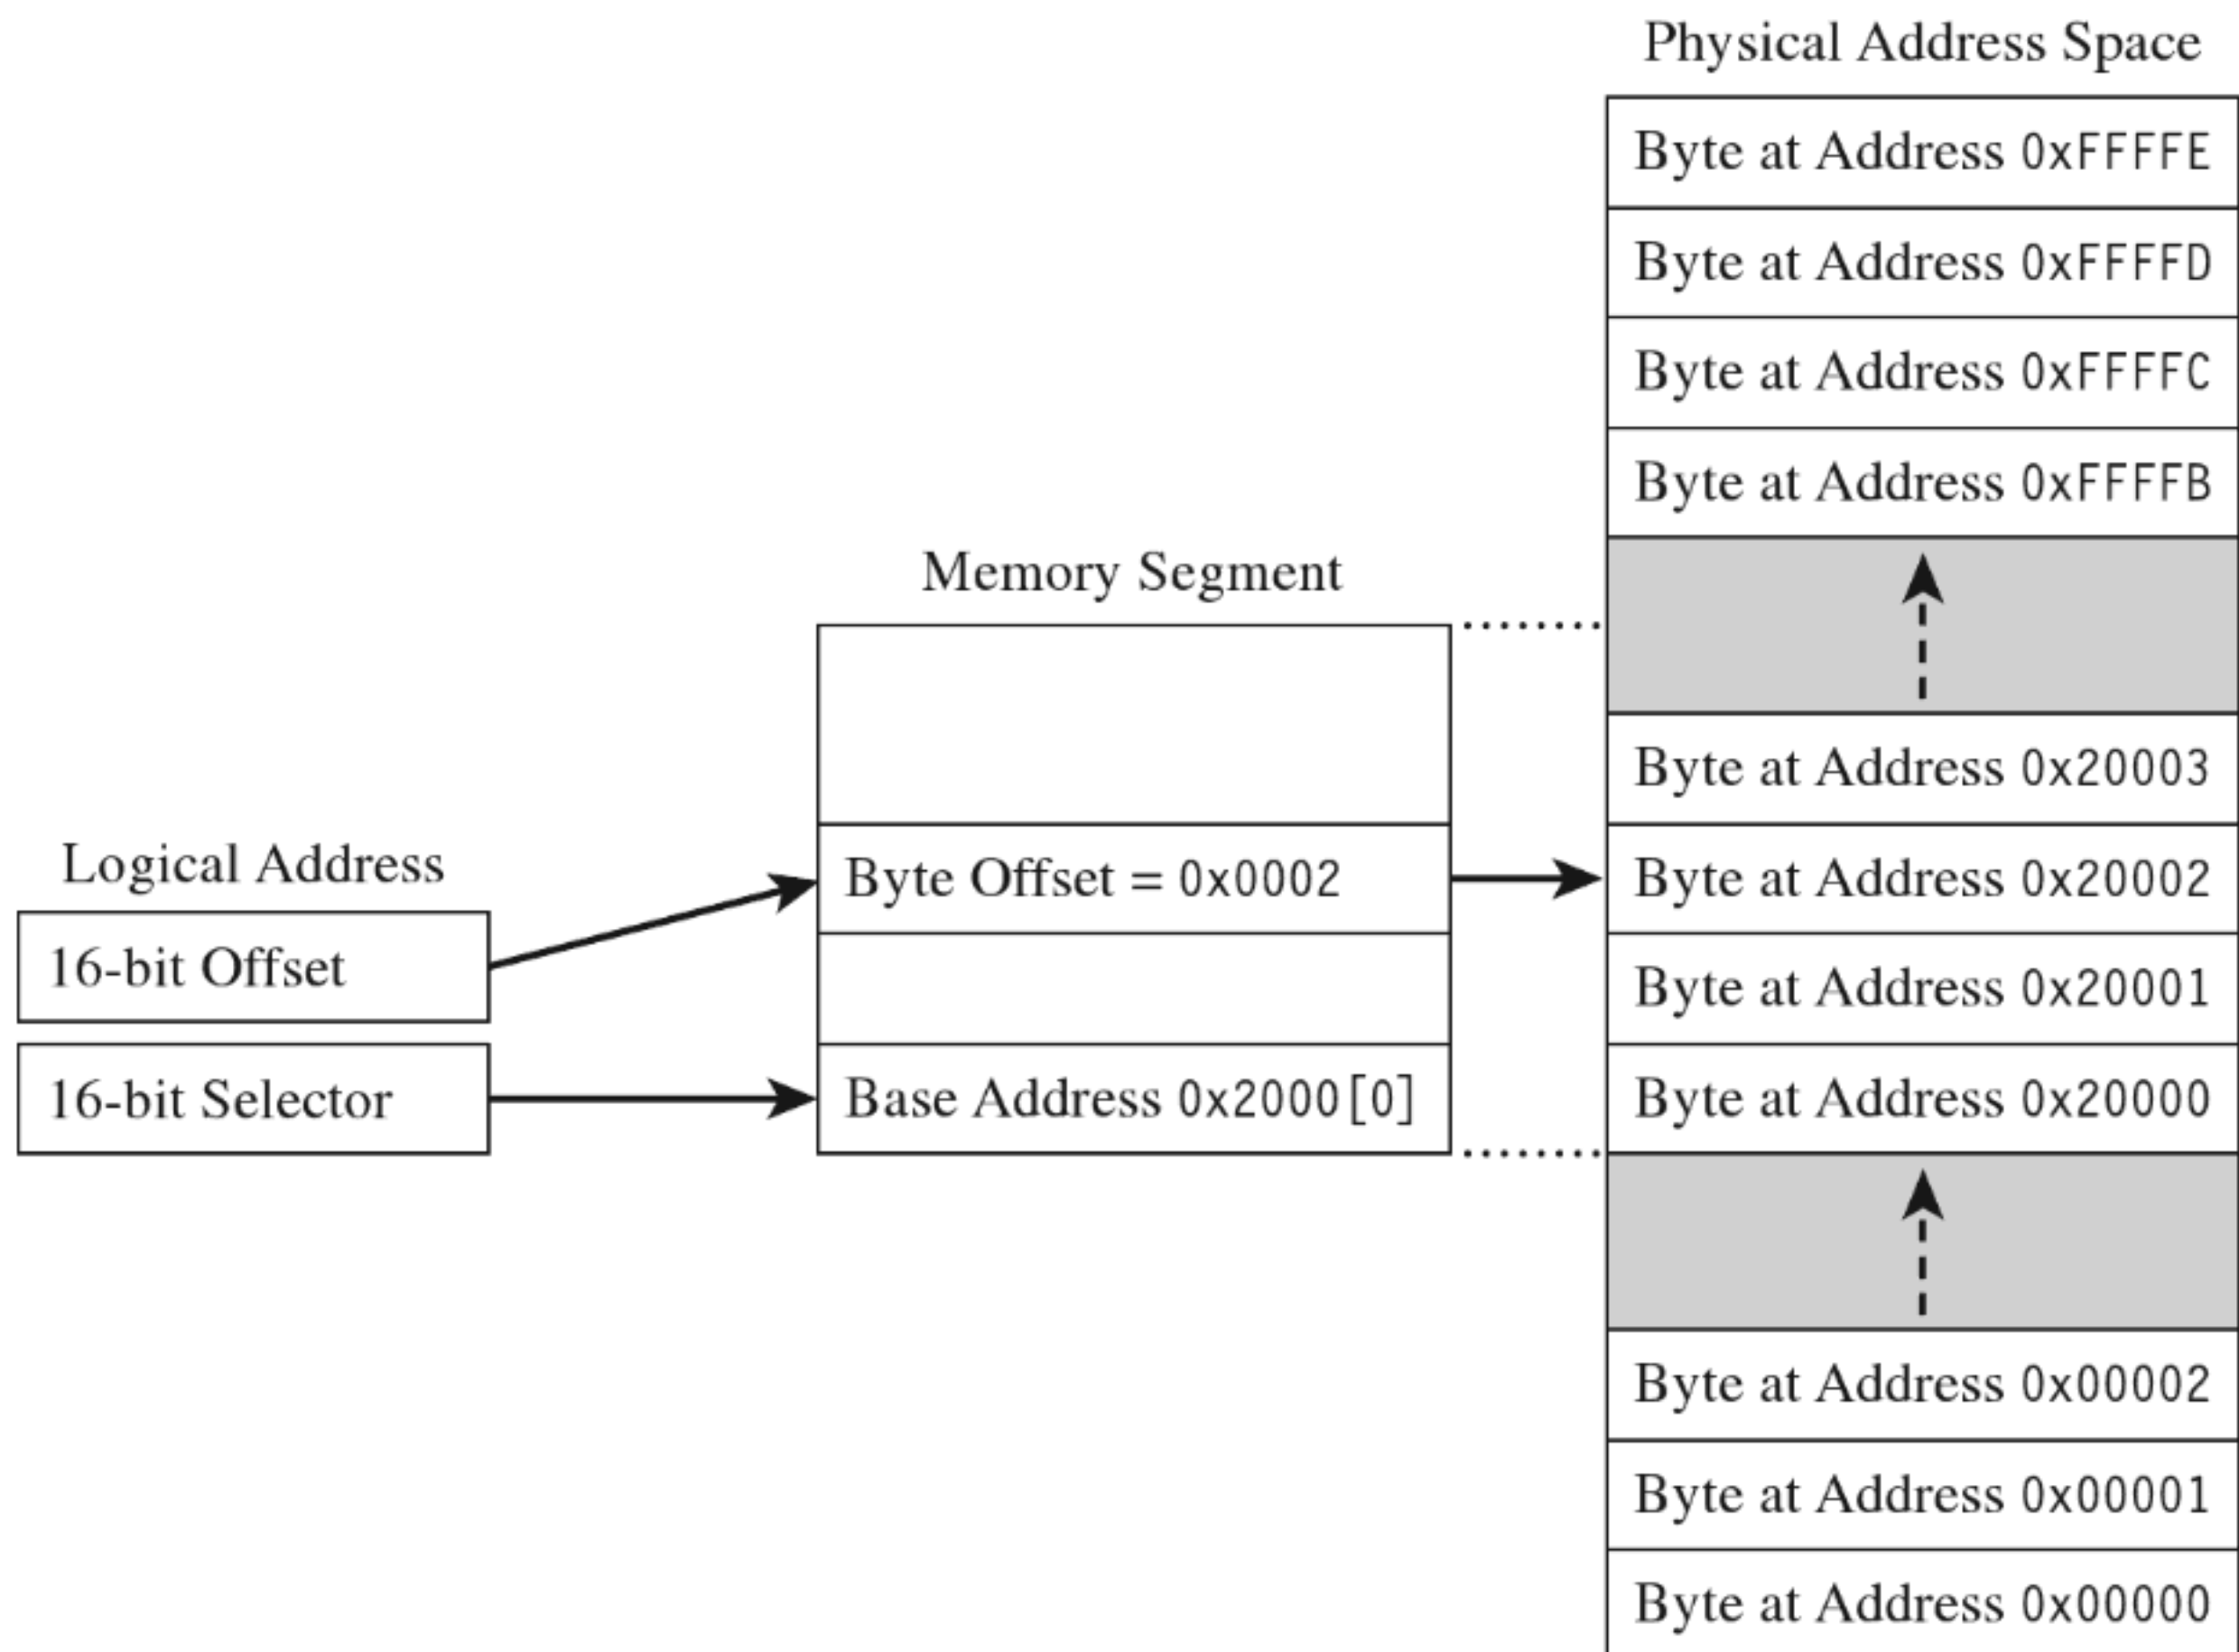 Physical Address Space
Byte at Address 0xFFFFE
Byte at Address 0xFFFFD
Byte at Address 0xFFFFC
Byte at Address 0xFFFFB
Memory Segment
Byte at Address 0x20003
Logical Address
Byte Offset = 0x0002
Byte at Address 0x20002
16-bit Offset
Byte at Address 0x20001
16-bit Selector
Base Address 0x2000[0]
Byte at Address 0x20000
Byte at Address 0x00002
Byte at Address 0x00001
Byte at Address 0x00000